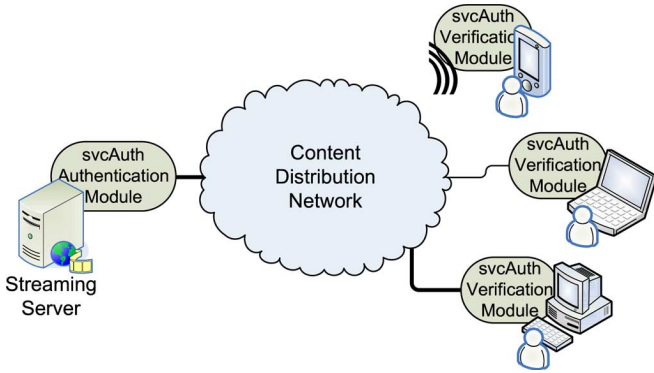 svcAuth
Authentication
Module
Streaming
Server
Content
Distribution
Network
svcAuth
Verification
Module
svcAuth
Verification
Module
svcAuth
Verification
Module